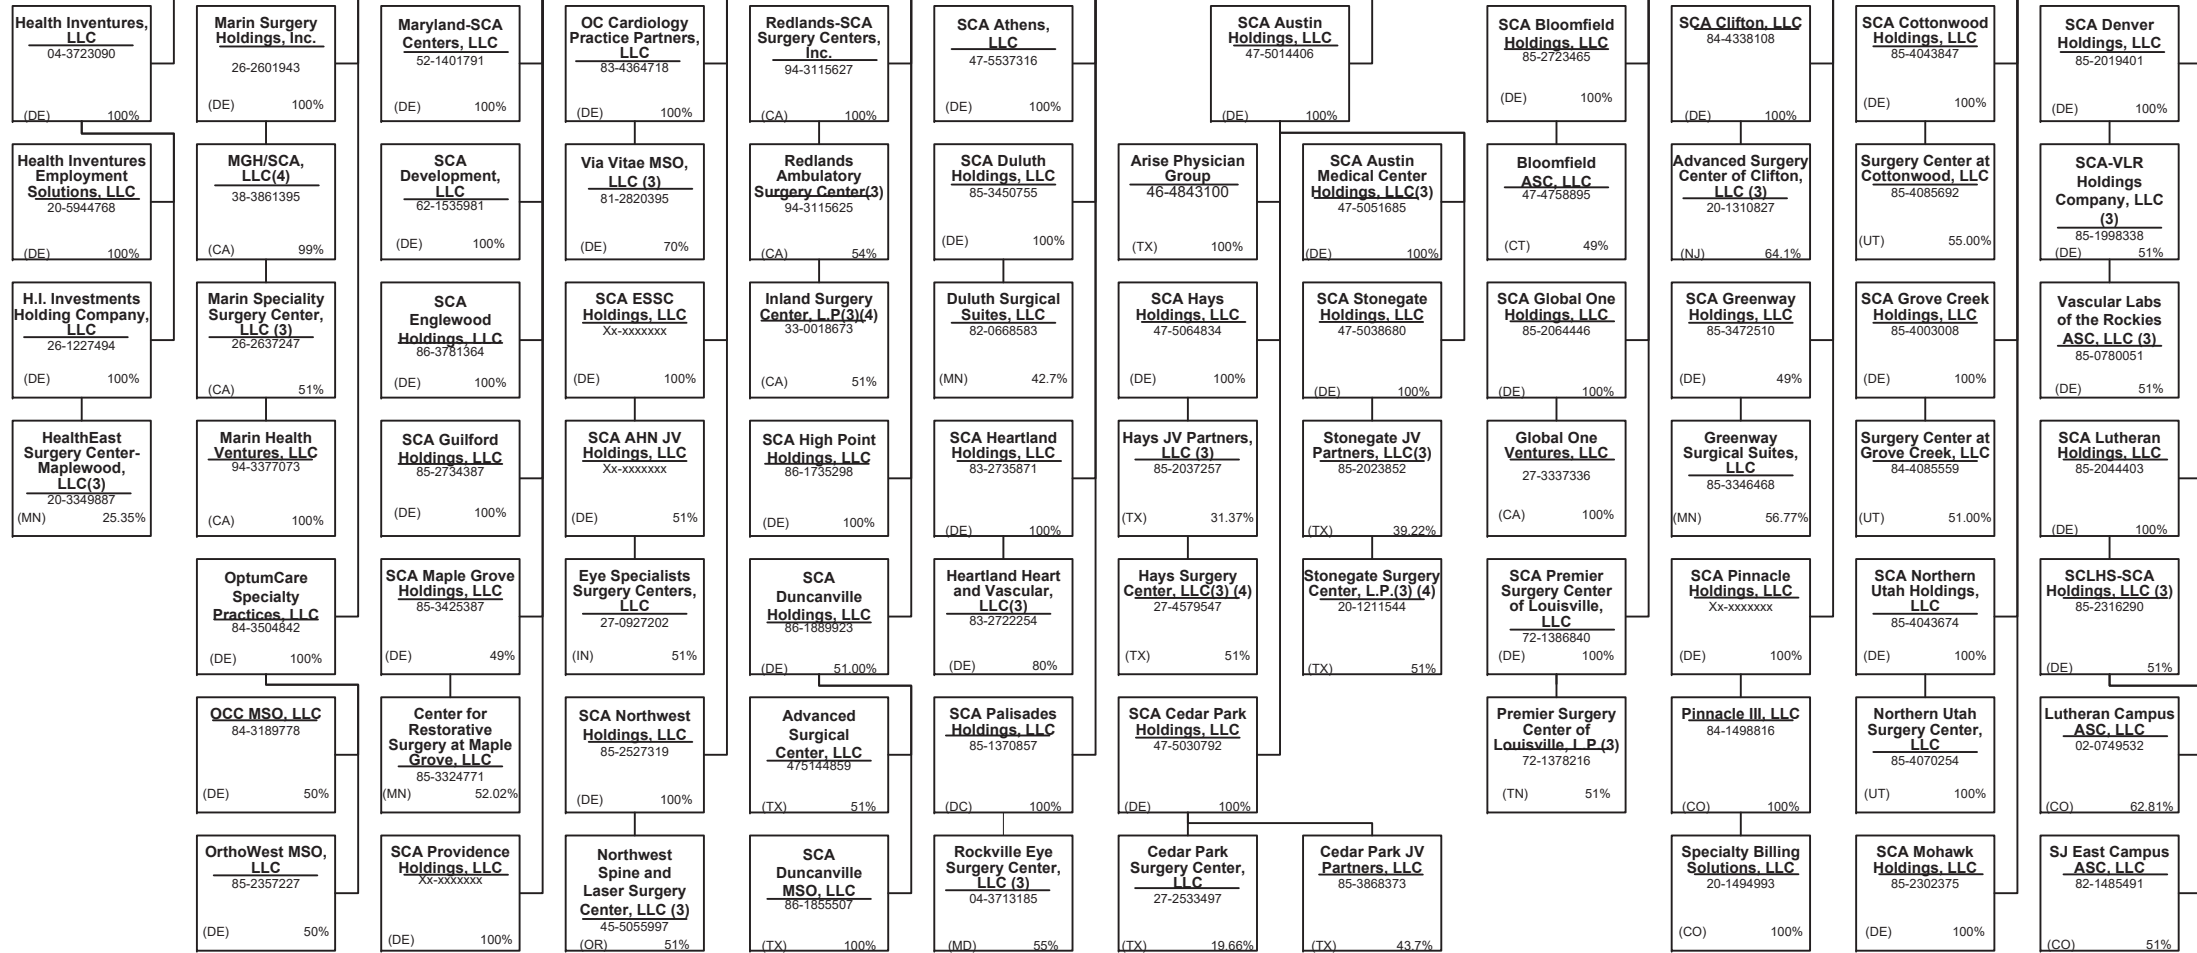 Health Inventures,
LLC
04-3723090
(DE) 100%
Marin Surgery
Holdings, Inc.
26-2601943
(DE) 100%
Maryland-SCA
Centers, LLC
52-1401791
(DE) 100%
OC Cardiology
Practice Partners,
LLC
83-4364718
(DE) 100%
Redlands-SCA
Surgery Centers,
Inc.
94-3115627
(CA) 100%
SCA Athens,
LLC
47-5537316
(DE) 100%
SCA Austin
Holdings, LLC
47-5014406
(DE) 100%
SCA Bloomfield
Holdings, LLC
85-2723465
(DE) 100%
SCA Clifton, LLC
84-4338108
(DE) 100%
SCA Cottonwood
Holdings, LLC
85-4043847
(DE) 100%
SCA Denver
Holdings, LLC
85-2019401
(DE) 100%
Health Inventures
Employment
Solutions, LLC
20-5944768
(DE) 100%
MGH/SCA,
LLC(4)
38-3861395
(CA) 99%
SCA
Development,
LLC
62-1535981
(DE) 100%
Via Vitae MSO,
LLC (3)
81-2820395
(DE) 70%
Redlands
Ambulatory
Surgery Center(3)
94-3115625
(CA) 54%
SCA Duluth
Holdings, LLC
85-3450755
(DE) 100%
Arise Physician
Group
46-4843100
(TX) 100%
SCA Austin
Medical Center
Holdings, LLC(3)
47-5051685
(DE) 100%
Bloomfield
ASC, LLC
47-4758895
(CT) 49%
Advanced Surgery
Center of Clifton,
LLC (3)
20-1310827
(NJ) 64.1%
Surgery Center at
Cottonwood, LLC
85-4085692
(UT) 55.00%
SCA-VLR
Holdings
Company, LLC
(3)
85-1998338
(DE) 51%
H.I. Investments
Holding Company,
LLC
26-1227494
(DE) 100%
Marin Speciality
Surgery Center,
LLC (3)
26-2637247
(CA) 51%
SCA
Englewood
Holdings, LLC
86-3781364
(DE) 100%
SCA ESSC
Holdings, LLC
Xx-xxxxxxx
(DE) 100%
Inland Surgery
Center, L.P(3)(4)
33-0018673
(CA) 51%
Duluth Surgical
Suites, LLC
82-0668583
(MN) 42.7%
SCA Hays
Holdings, LLC
47-5064834
(DE) 100%
SCA Stonegate
Holdings, LLC
47-5038680
(DE) 100%
SCA Global One
Holdings, LLC
85-2064446
(DE) 100%
SCA Greenway
Holdings, LLC
85-3472510
(DE) 49%
SCA Grove Creek
Holdings, LLC
85-4003008
(DE) 100%
Vascular Labs
of the Rockies
ASC, LLC (3)
85-0780051
(DE) 51%
HealthEast
Surgery Center-
Maplewood,
LLC(3)
20-3349887
(MN) 25.35%
Marin Health
Ventures, LLC
94-3377073
(CA) 100%
SCA Guilford
Holdings, LLC
85-2734387
(DE) 100%
SCA AHN JV
Holdings, LLC
Xx-xxxxxxx
(DE) 51%
SCA High Point
Holdings, LLC
86-1735298
(DE) 100%
SCA Heartland
Holdings, LLC
83-2735871
(DE) 100%
Hays JV Partners,
LLC (3)
85-2037257
(TX) 31.37%
Stonegate JV
Partners, LLC(3)
85-2023852
(TX) 39.22%
Global One
Ventures, LLC
27-3337336
(CA) 100%
Greenway
Surgical Suites,
LLC
85-3346468
(MN) 56.77%
Surgery Center at
Grove Creek, LLC
84-4085559
(UT) 51.00%
SCA Lutheran
Holdings, LLC
85-2044403
(DE) 100%
OptumCare
Specialty
Practices, LLC
84-3504842
(DE) 100%
SCA Maple Grove
Holdings, LLC
85-3425387
(DE) 49%
Eye Specialists
Surgery Centers,
LLC
27-0927202
(IN) 51%
SCA
Duncanville
Holdings, LLC
86-1889923
(DE) 51.00%
Heartland Heart
and Vascular,
LLC(3)
83-2722254
(DE) 80%
Hays Surgery
Center, LLC(3) (4)
27-4579547
(TX) 51%
Stonegate Surgery
Center, L.P.(3) (4)
20-1211544
(TX) 51%
SCA Premier
Surgery Center
of Louisville,
LLC
72-1386840
(DE) 100%
SCA Pinnacle
Holdings, LLC
Xx-xxxxxxx
(DE) 100%
SCA Northern
Utah Holdings,
LLC
85-4043674
(DE) 100%
SCLHS-SCA
Holdings, LLC (3)
85-2316290
(DE) 51%
OCC MSO, LLC
84-3189778
(DE) 50%
Center for
Restorative
Surgery at Maple
Grove, LLC
85-3324771
(MN) 52.02%
SCA Northwest
Holdings, LLC
85-2527319
(DE) 100%
Advanced
Surgical
Center, LLC
475144859
(TX) 51%
SCA Palisades
Holdings, LLC
85-1370857
(DC) 100%
SCA Cedar Park
Holdings, LLC
47-5030792
(DE) 100%
Premier Surgery
Center of
Louisville, L.P (3)
72-1378216
(TN) 51%
Pinnacle III, LLC
84-1498816
(CO) 100%
Northern Utah
Surgery Center,
LLC
85-4070254
(UT) 100%
Lutheran Campus
ASC, LLC
02-0749532
(CO) 62.81%
OrthoWest MSO,
LLC
85-2357227
(DE) 50%
SCA Providence
Holdings, LLC
Xx-xxxxxxx
(DE) 100%
Northwest
Spine and
Laser Surgery
Center, LLC (3)
45-5055997
(OR) 51%
SCA
Duncanville
MSO, LLC
86-1855507
(TX) 100%
Rockville Eye
Surgery Center,
LLC (3)
04-3713185
(MD) 55%
Cedar Park
Surgery Center,
LLC
27-2533497
(TX) 19.66%
Cedar Park JV
Partners, LLC
85-3868373
(TX) 43.7%
Specialty Billing
Solutions, LLC
20-1494993
(CO) 100%
SCA Mohawk
Holdings, LLC
85-2302375
(DE) 100%
SJ East Campus
ASC, LLC
82-1485491
(CO) 51%